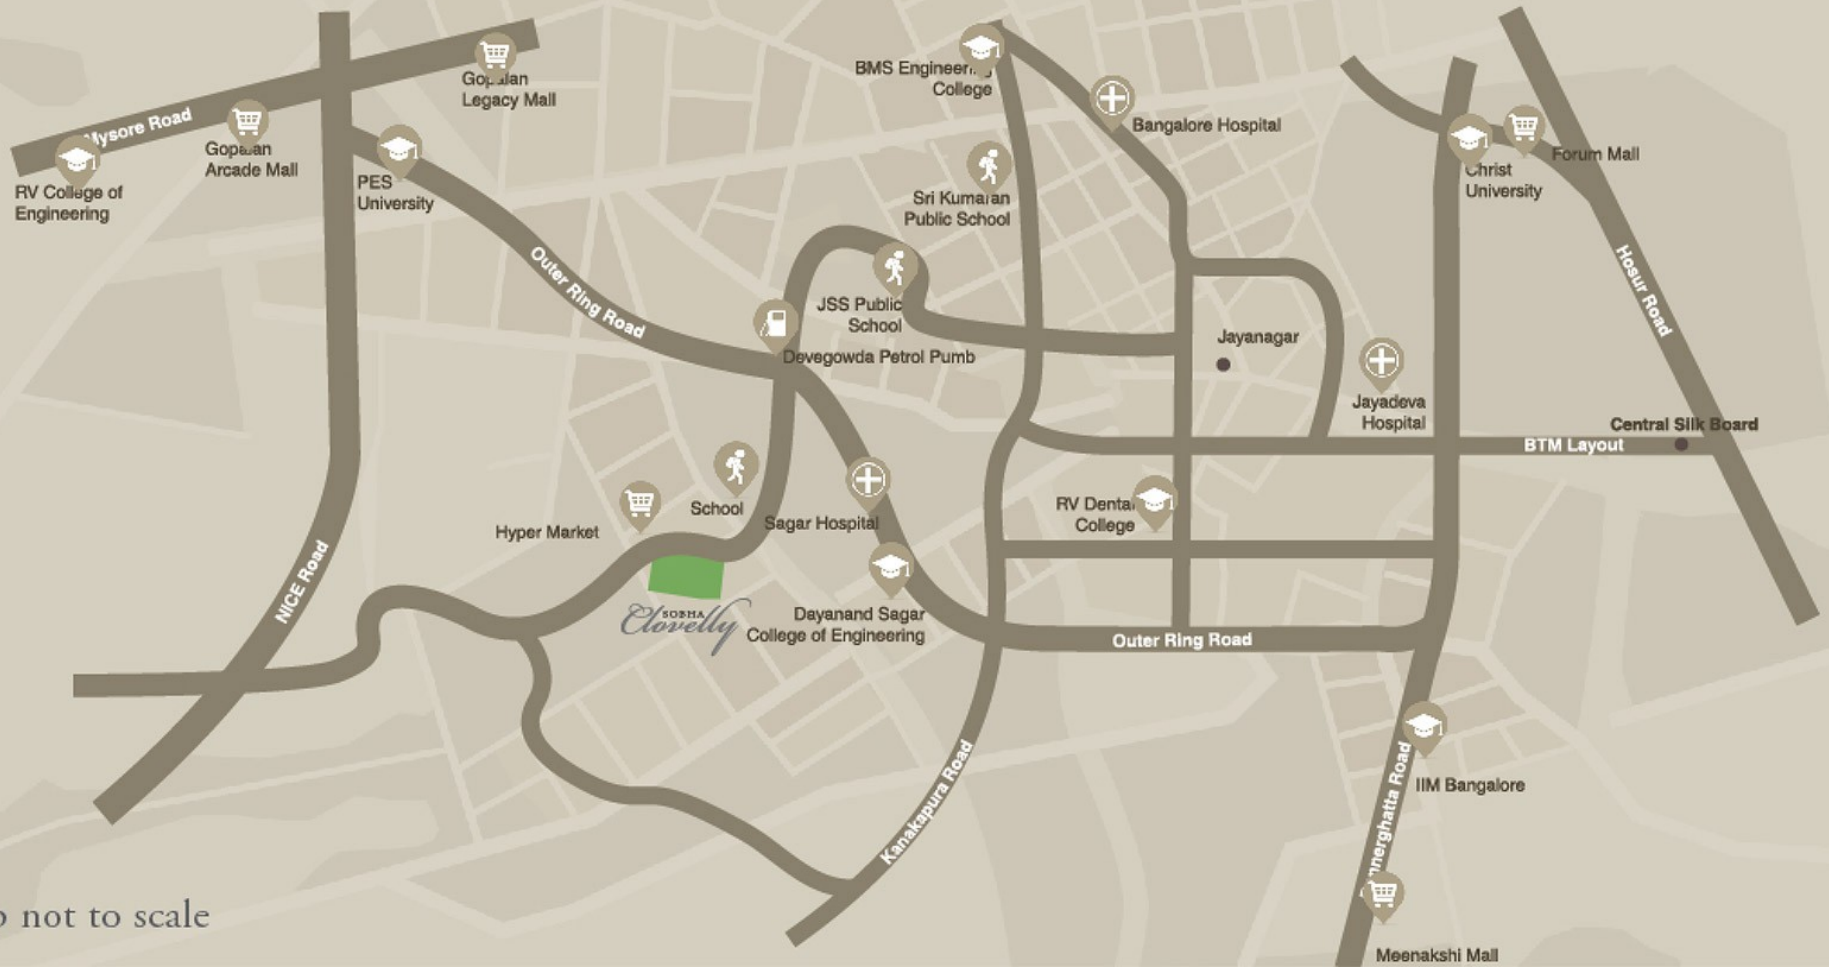 Mysore Road
RV College of
Engineering
Gopalan
Arcade Mall
Gopalan
Legacy Mall
PES
University
Outer Ring Road
BMS Engineering
College
Bangalore Hospital
Sri Kumaran
Public School
JSS Public
School
Devegowda Petrol Pumb
Christ
University
Forum Mall
Hosur Road
Jayanagar
Jayadeva
Hospital
Central Silk Board
BTM Layout
School
Hyper Market
Sagar Hospital
RV Dental
College
NICE Road
SOBHA
Clovelly
Dayanand Sagar
College of Engineering
Outer Ring Road
Kanakapura Road
IIM Bangalore
nnerghatta Road
Meenakshi Mall
not to scale